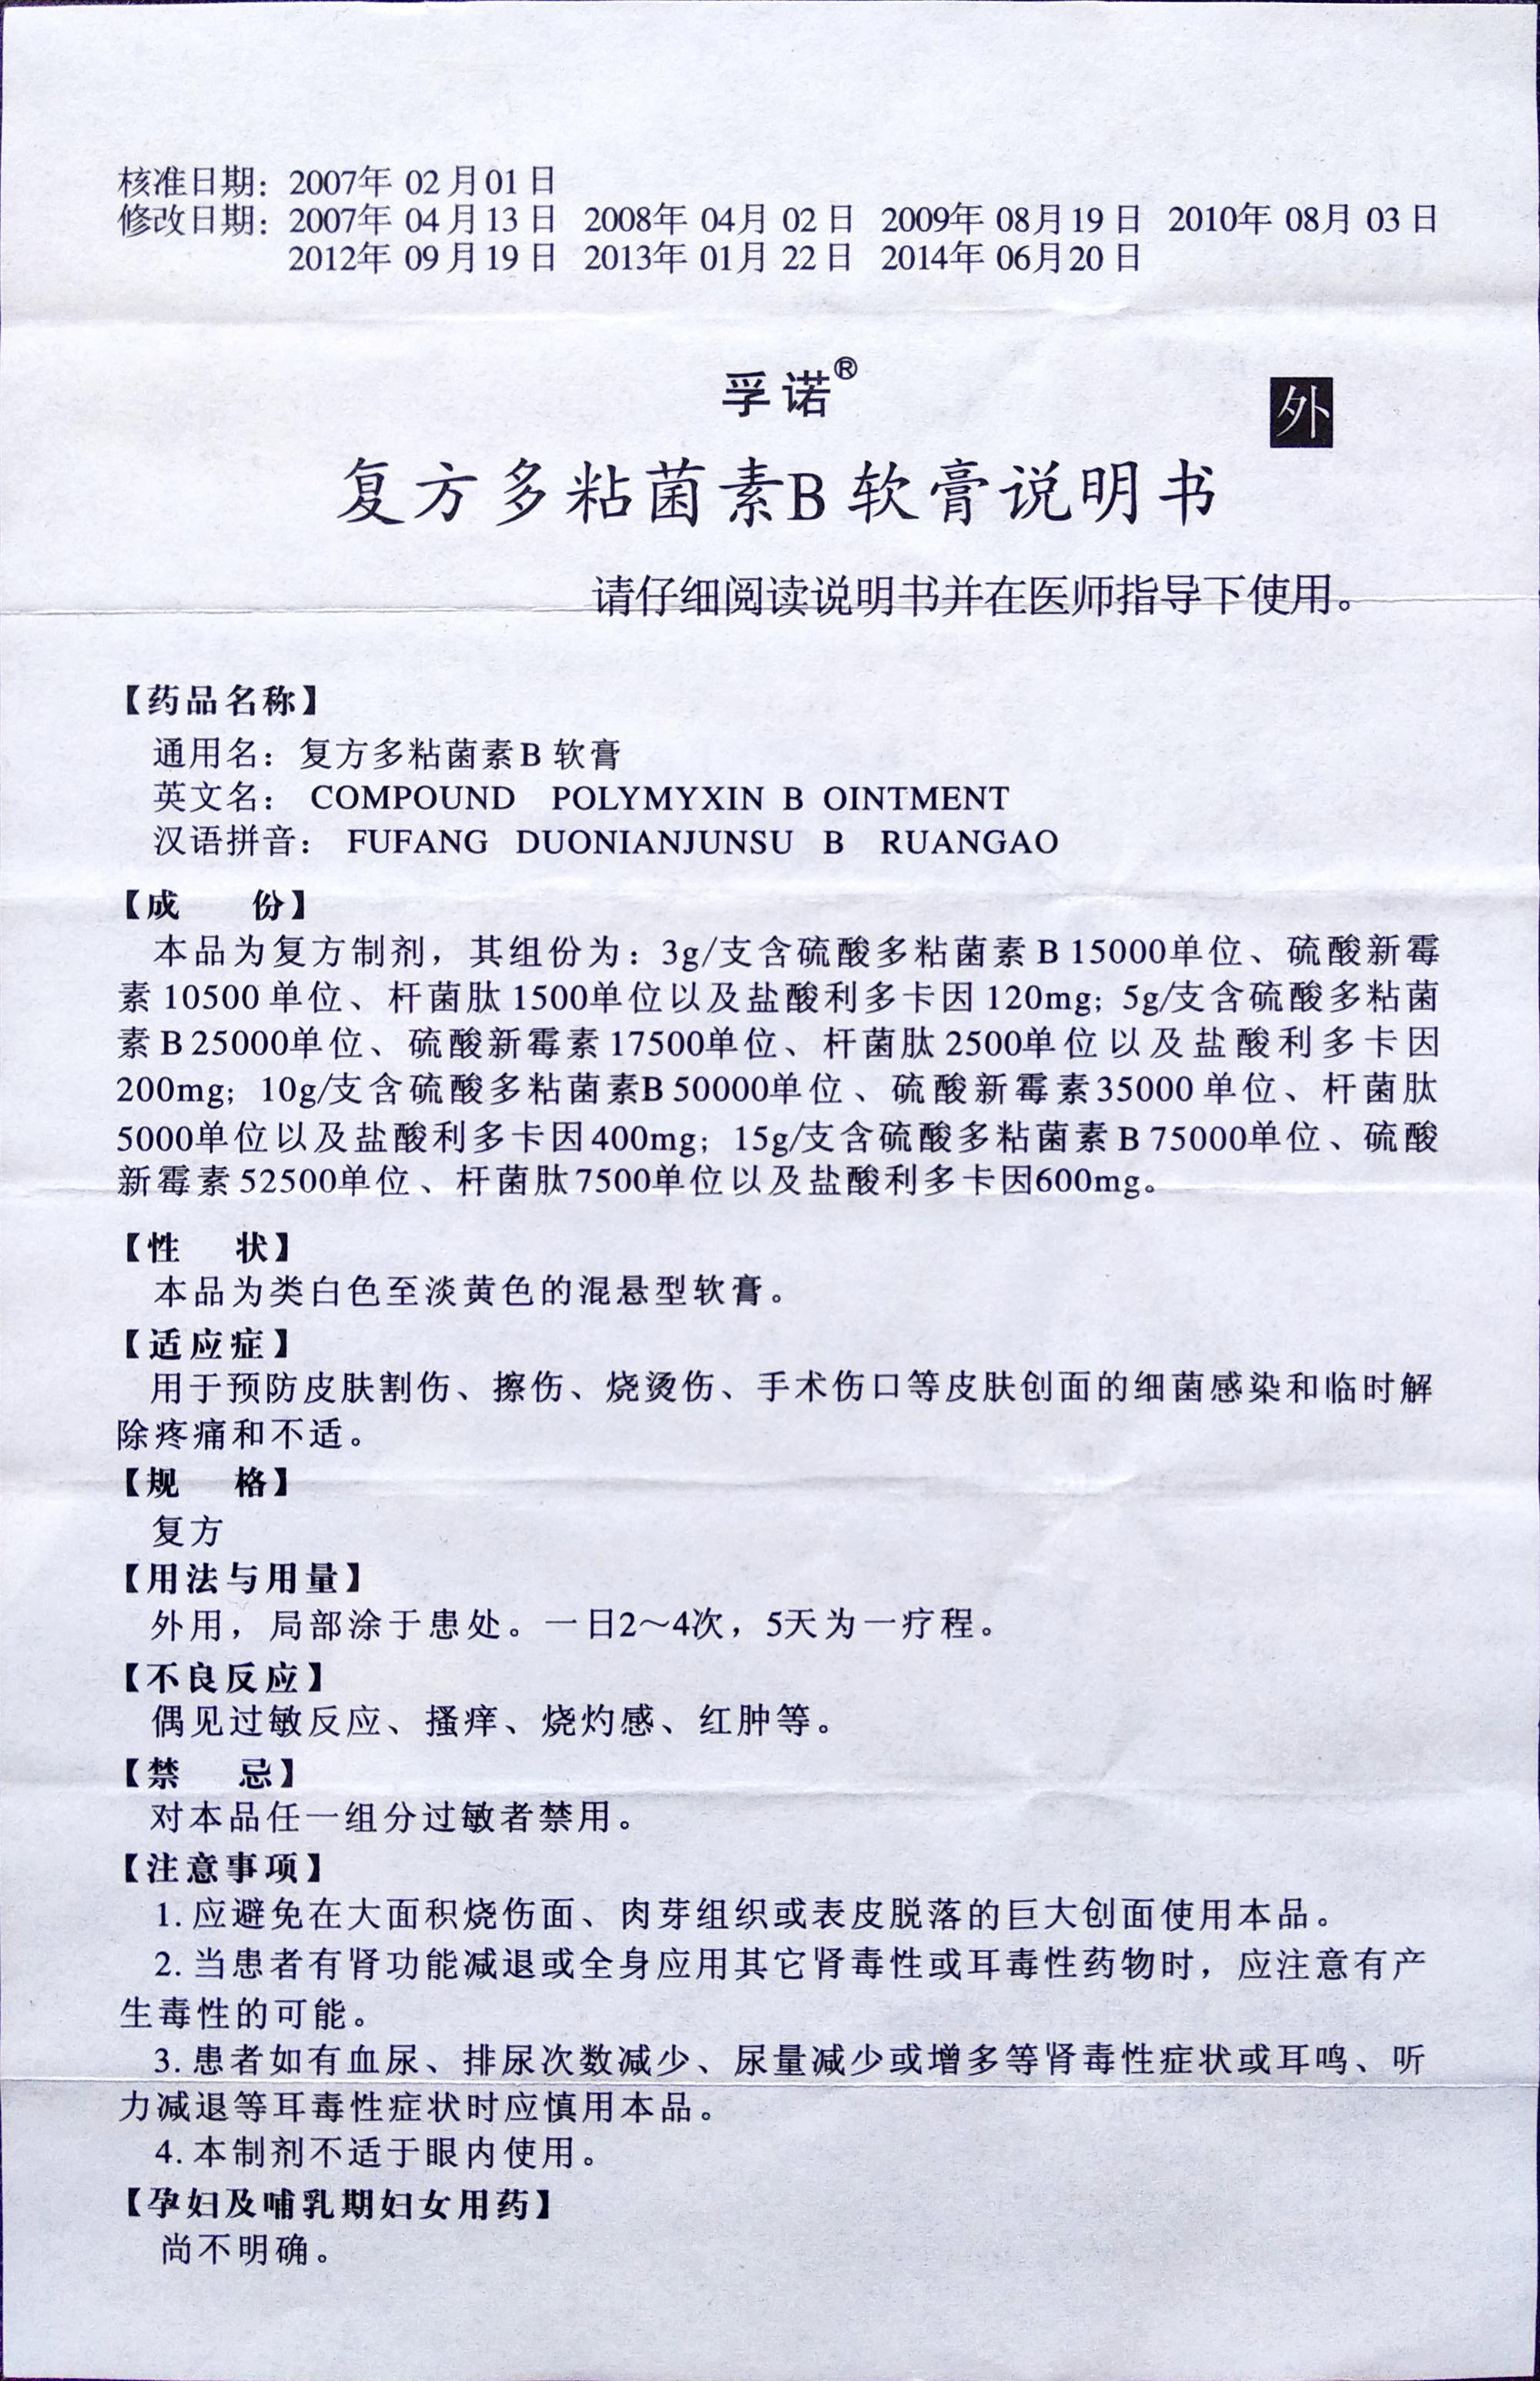 核准日期：2007年 02月01日
修改日期：2007年 04月13日 2008年 04月 02日 2009年 08月19日 2010年 08月 03日
2012年 09月19日 2013年 01月 22日 2014年 06月20日
孚诺®
外
复方多粘菌素B软膏说明书
请仔细阅读说明书并在医师指导下使用。
【药品名称】
通用名：复方多粘菌素B 软膏
英文名： COMPOUND POLYMYXIN B OINTMENT
汉语拼音： FUFANG DUONIANJUNSU B RUANGAO
【成 份】
本品为复方制剂，其组份为：3g/支含硫酸多粘菌素 B 15000单位、硫酸新霉
素 10500 单位、杆菌肽 1500单位以及盐酸利多卡因 120mg；5g/支含硫酸多粘菌
素 B 25000单位、硫酸新霉素 17500单位、杆菌肽 2500单位以及盐酸利多卡因
200mg；10g/支含硫酸多粘菌素B 50000单位、硫酸新霉素35000 单位、杆菌肽
5000单位以及盐酸利多卡因 400mg；15g/支含硫酸多粘菌素 B 75000单位、硫酸
新霉素 52500单位、杆菌肽7500单位以及盐酸利多卡因600mg。
【性 状】
本品为类白色至淡黄色的混悬型软膏。
【适应症】
用于预防皮肤割伤、擦伤、烧烫伤、手术伤口等皮肤创面的细菌感染和临时解
除疼痛和不适。
【规 格】
复方
【用法与用量】
外用，局部涂于患处。一日2～4次，5天为一疗程。
【不良反应】
偶见过敏反应、搔痒、烧灼感、红肿等。
【禁 忌】
对本品任一组分过敏者禁用。
【注意事项】
1. 应避免在大面积烧伤面、肉芽组织或表皮脱落的巨大创面使用本品。
2. 当患者有肾功能减退或全身应用其它肾毒性或耳毒性药物时，应注意有产
生毒性的可能。
3. 患者如有血尿、排尿次数减少、尿量减少或增多等肾毒性症状或耳鸣、听
力减退等耳毒性症状时应慎用本品。
4. 本制剂不适于眼内使用。
【孕妇及哺乳期妇女用药】
尚不明确。